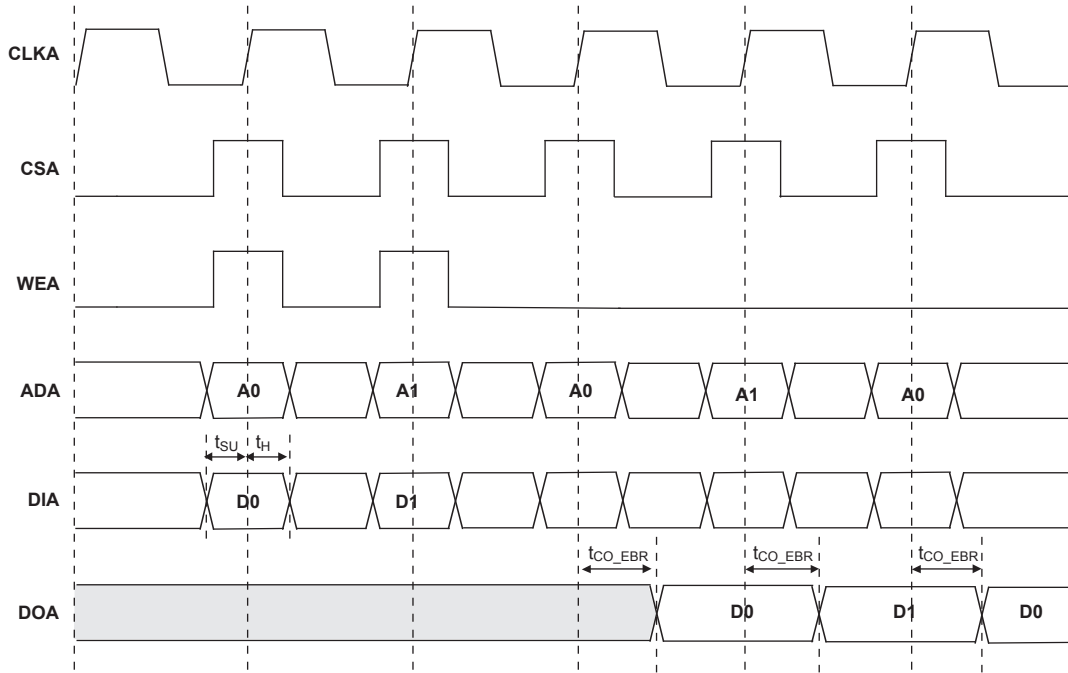 CLKA
CSA
WEA
ADA A0 A1 A0 A1 A0
tSU tH
DIA D0 D1
tCO_EBR tCO_EBR tCO_EBR
DOA D0 D1 D0